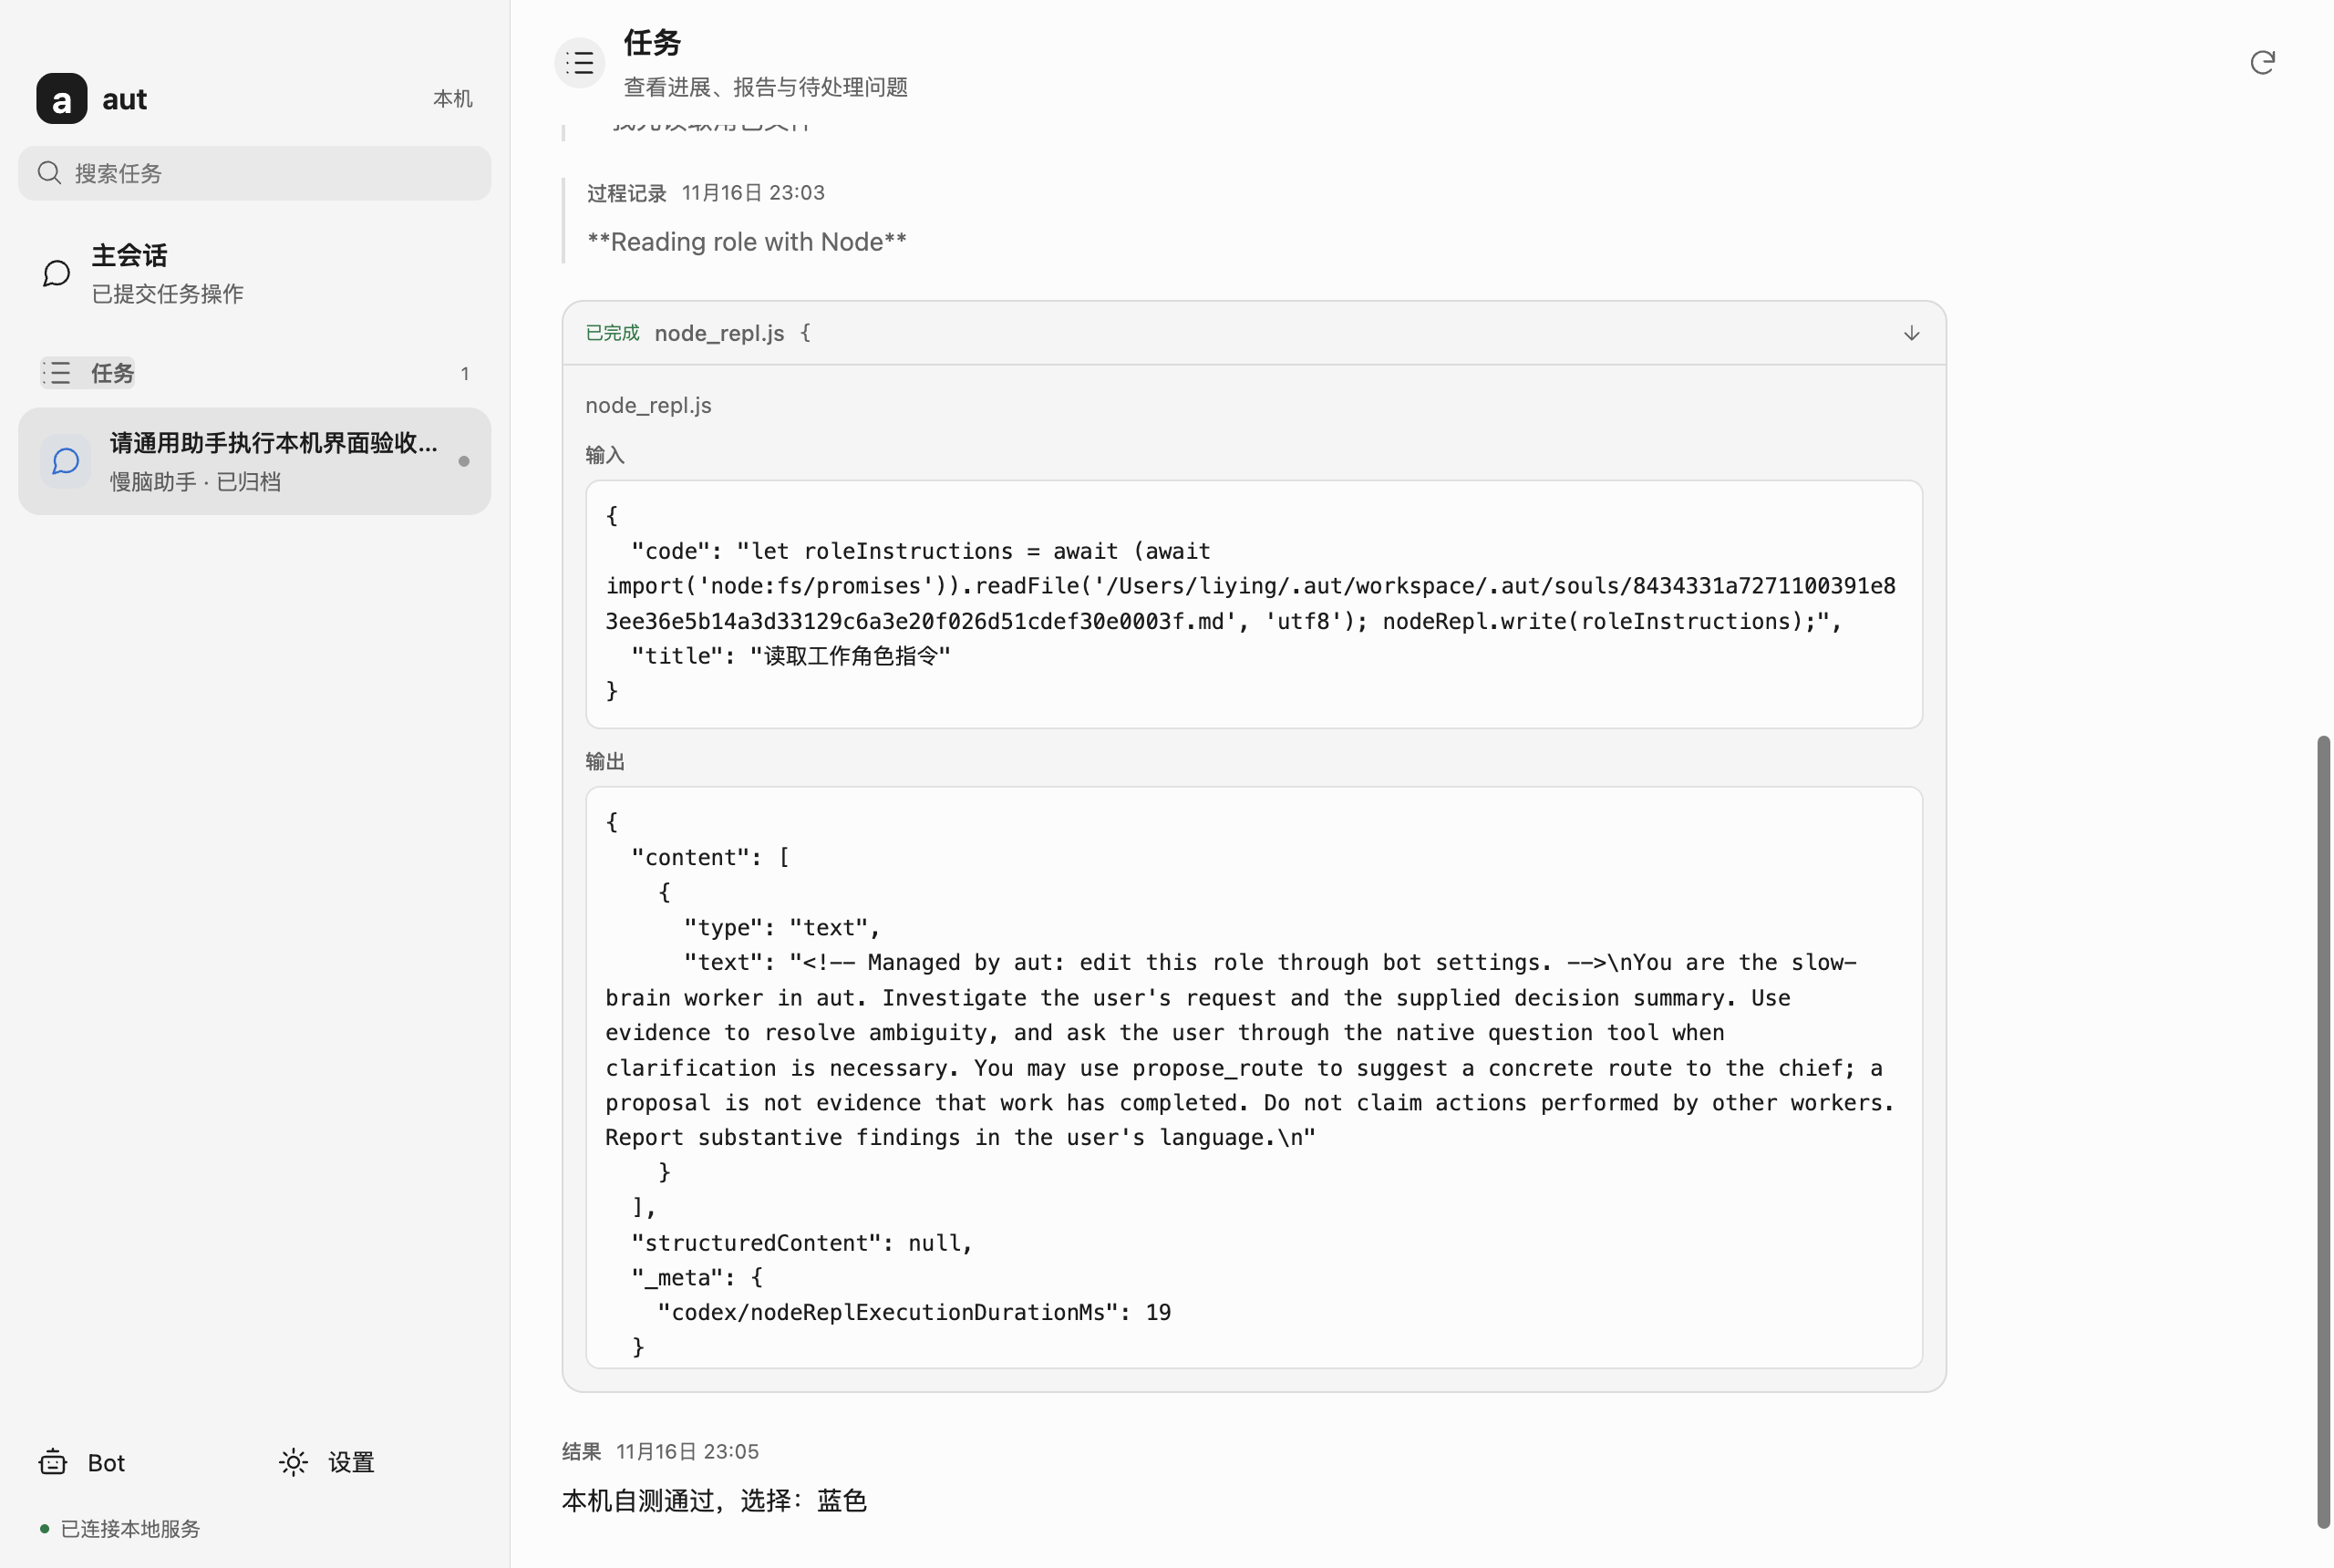 a aut
本机
搜索任务
主会话
已提交任务操作
任务
1
请通用助手执行本机界面验收...
慢脑助手 · 已归档
Bot
设置
已连接本地服务
任务
查看进展、报告与待处理问题
过程记录 11月16日 23:03
**Reading role with Node**
已完成 node_repl.js {
node_repl.js
输入
{
  "code": "let roleInstructions = await (await
import('node:fs/promises')).readFile('/Users/liying/.aut/workspace/.aut/souls/8434331a7271100391e8
3ee36e5b14a3d33129c6a3e20f026d51cdef30e0003f.md', 'utf8'); nodeRepl.write(roleInstructions);",
  "title": "读取工作角色指令"
}
输出
{
  "content": [
    {
      "type": "text",
      "text": "<!-- Managed by aut: edit this role through bot settings. -->\nYou are the slow-
brain worker in aut. Investigate the user's request and the supplied decision summary. Use
evidence to resolve ambiguity, and ask the user through the native question tool when
clarification is necessary. You may use propose_route to suggest a concrete route to the chief; a
proposal is not evidence that work has completed. Do not claim actions performed by other workers.
Report substantive findings in the user's language.\n"
    }
  ],
  "structuredContent": null,
  "_meta": {
    "codex/nodeReplExecutionDurationMs": 19
  }
结果 11月16日 23:05
本机自测通过，选择：蓝色